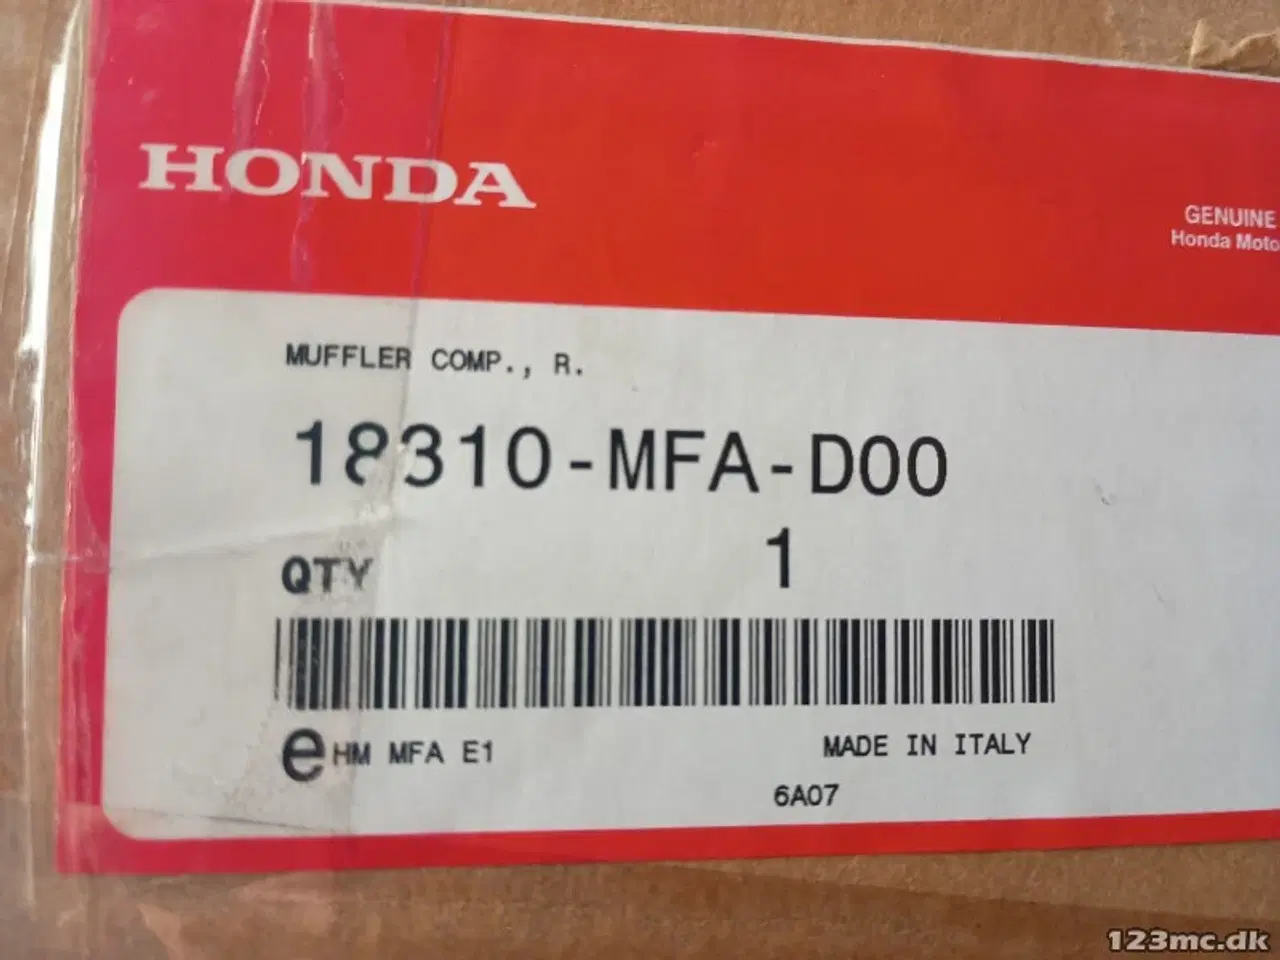 HONDA
GENUINE
Honda Moto
MUFFLER COMP., R.
18310-MFA-D00
QTY 1
e HM MFA E1
MADE IN ITALY
6A07
123mc.dk